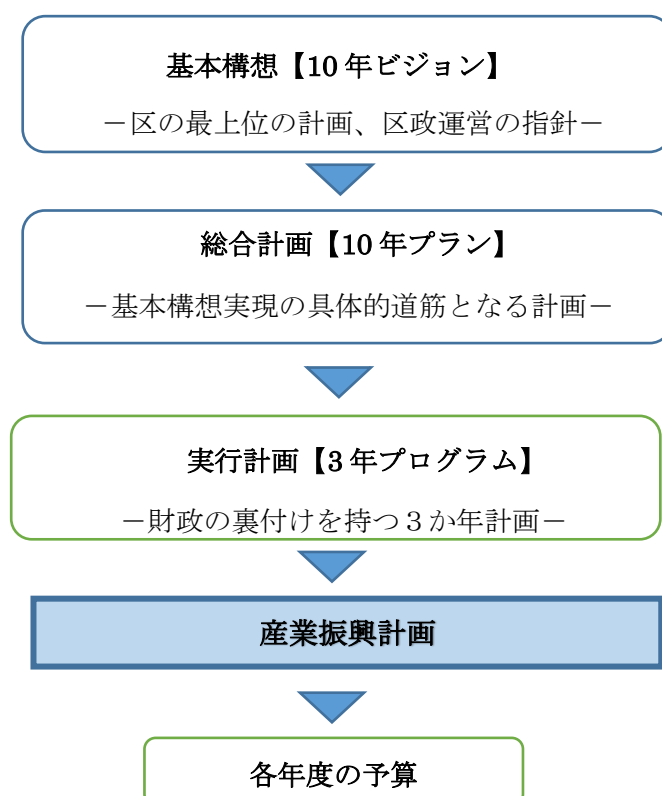 基本構想【10年ビジョン】
－区の最上位の計画、区政運営の指針－
総合計画【10年プラン】
－基本構想実現の具体的道筋となる計画－
実行計画【3年プログラム】
－財政の裏付けを持つ３か年計画－
産業振興計画
各年度の予算